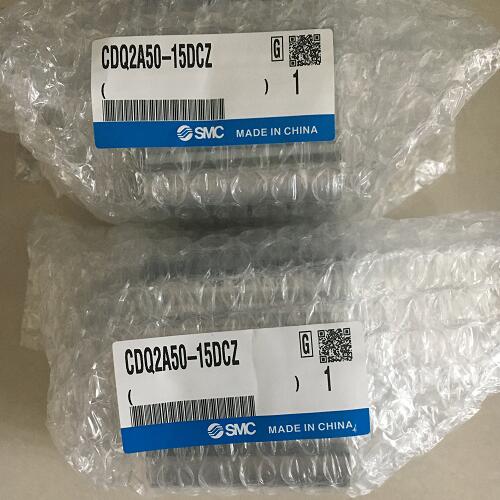 CDQ2A50-15DCZ G
( ) 1
SMC MADE IN CHINA
CDQ2A50-15DCZ G
( ) 1
SMC MADE IN CHINA